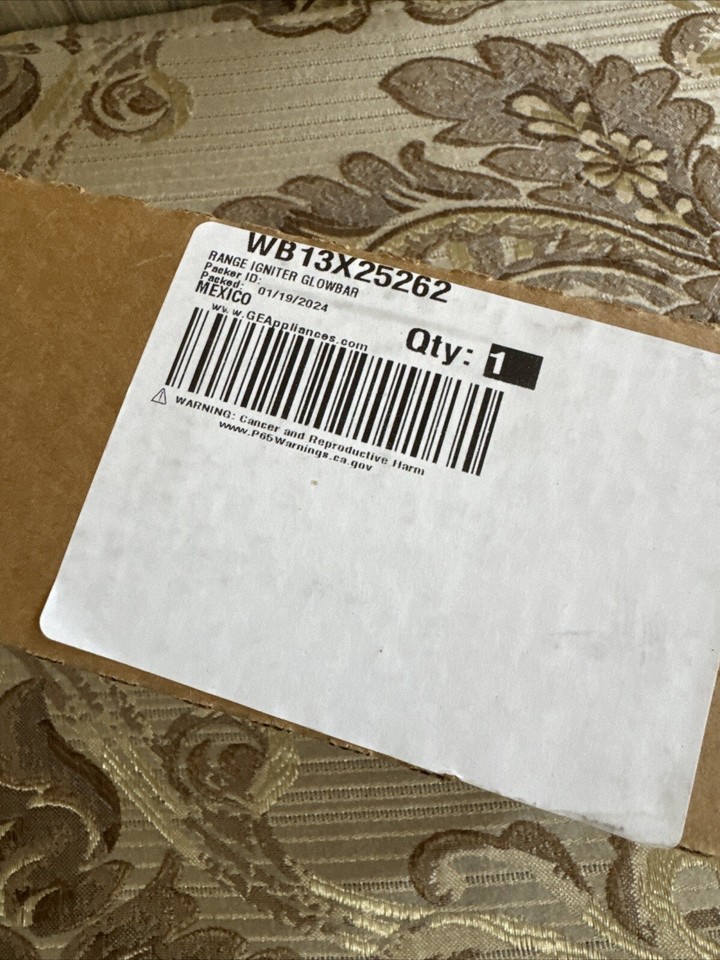 WB13X25262
RANGE IGNITER GLOWBAR
Packer ID:
Packed: 01/19/2024
MEXICO
www.GEAppliances.com
Qty: 1
⚠ WARNING: Cancer and Reproductive Harm
www.P65Warnings.ca.gov